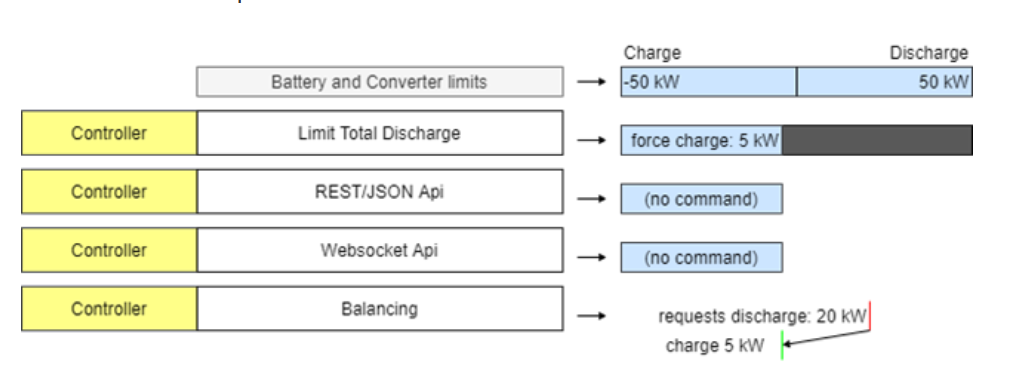 Charge Discharge
Battery and Converter limits -50 kW 50 kW
Controller Limit Total Discharge force charge: 5 kW
Controller REST/JSON Api (no command)
Controller Websocket Api (no command)
Controller Balancing requests discharge: 20 kW
charge 5 kW